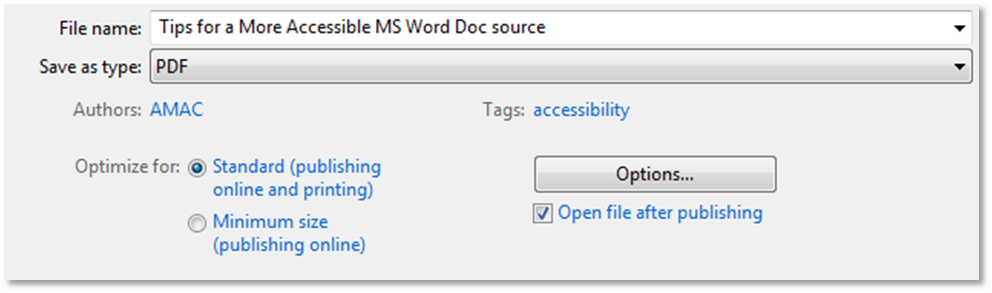 File name: Tips for a More Accessible MS Word Doc source
Save as type: PDF
Authors: AMAC Tags: accessibility
Optimize for: Standard (publishing
online and printing)
Options...
Open file after publishing
Minimum size
(publishing online)